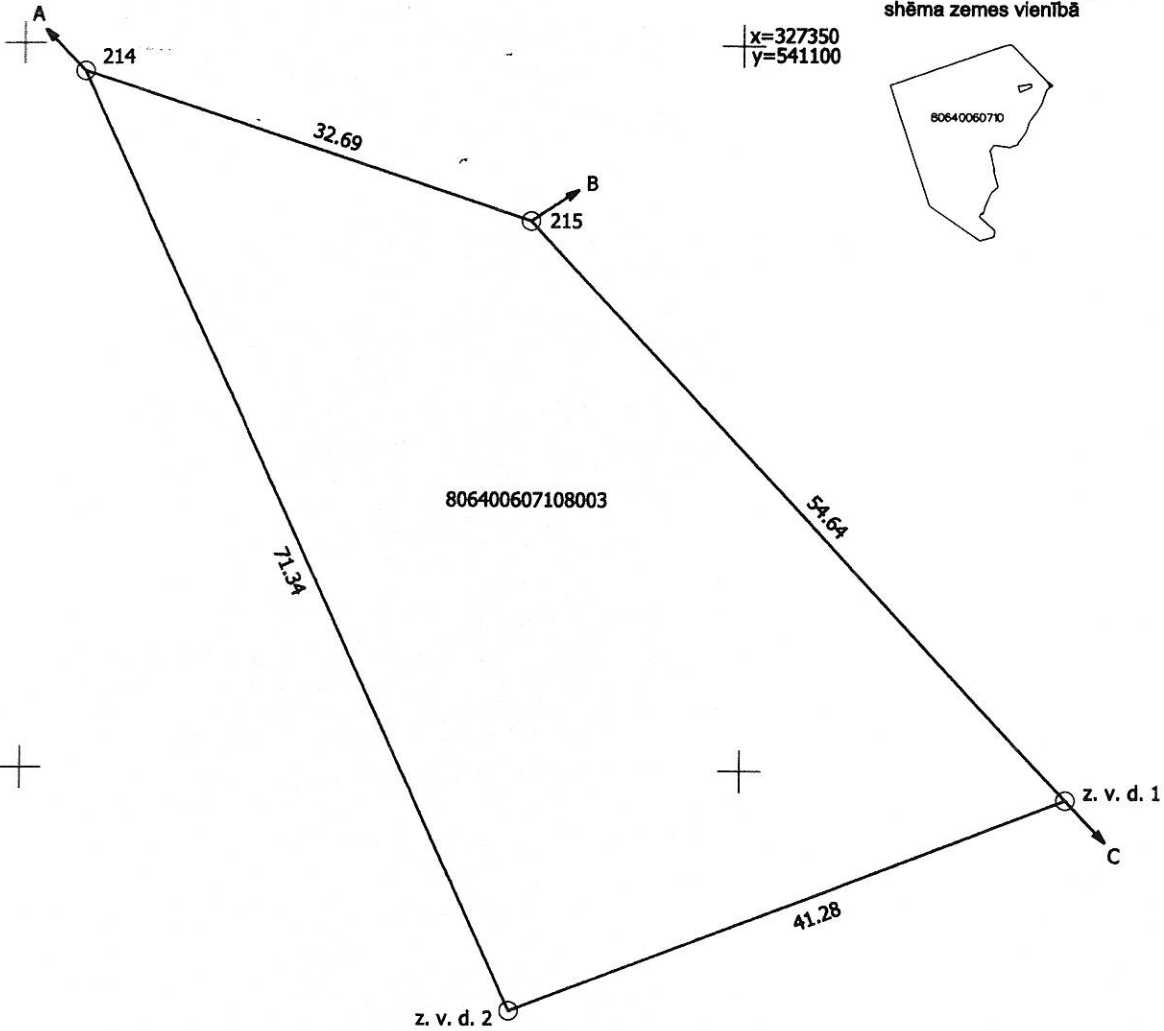 shēma zemes vienībā
A
214
x=327350
y=541100
80640060710
32.69
B
215
806400607108003
54.64
71.34
z. v. d. 1
C
41.28
z. v. d. 2